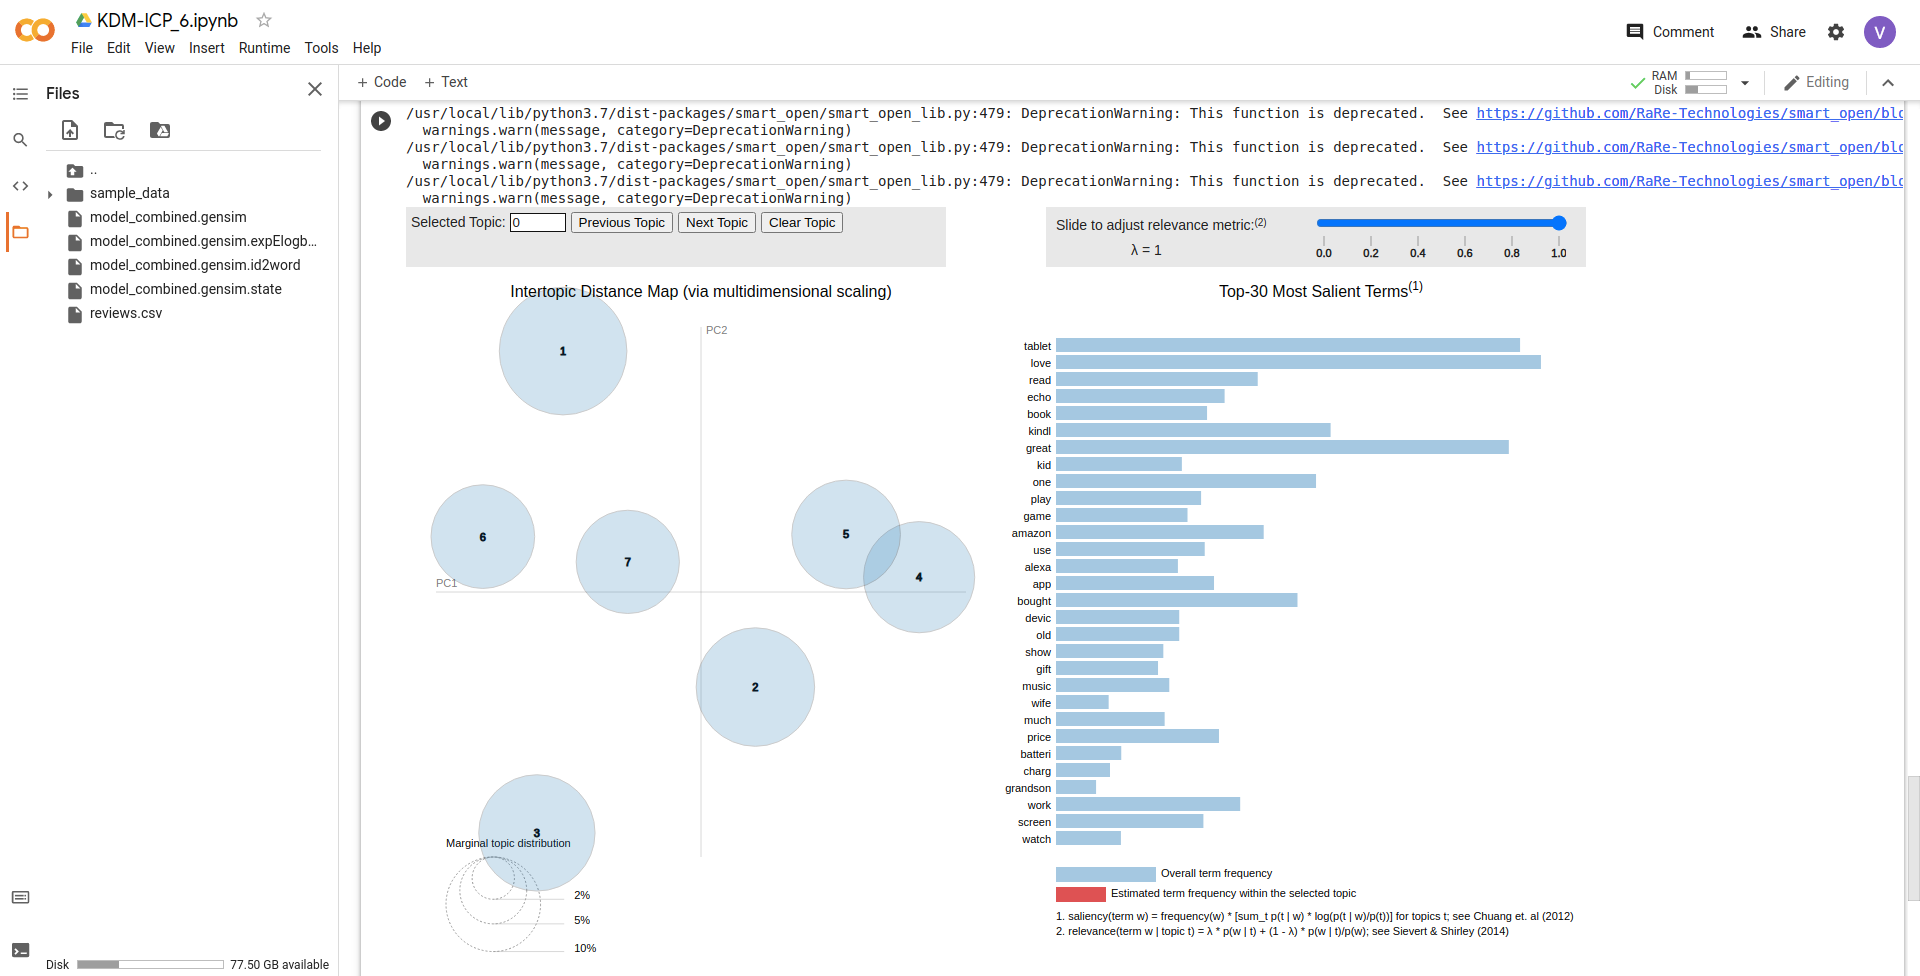 KDM-ICP_6.ipynb
File Edit View Insert Runtime Tools Help
Comment Share V
Files
+ Code + Text
RAM
Disk
Editing
..
sample_data
model_combined.gensim
model_combined.gensim.expElogb...
model_combined.gensim.id2word
model_combined.gensim.state
reviews.csv
Disk 77.50 GB available
/usr/local/lib/python3.7/dist-packages/smart_open/smart_open_lib.py:479: DeprecationWarning: This function is deprecated.  See https://github.com/RaRe-Technologies/smart_open/blo
warnings.warn(message, category=DeprecationWarning)
/usr/local/lib/python3.7/dist-packages/smart_open/smart_open_lib.py:479: DeprecationWarning: This function is deprecated.  See https://github.com/RaRe-Technologies/smart_open/blo
warnings.warn(message, category=DeprecationWarning)
/usr/local/lib/python3.7/dist-packages/smart_open/smart_open_lib.py:479: DeprecationWarning: This function is deprecated.  See https://github.com/RaRe-Technologies/smart_open/blo
warnings.warn(message, category=DeprecationWarning)
Selected Topic: 0 Previous Topic Next Topic Clear Topic
Slide to adjust relevance metric:(2)
λ = 1
0.0 0.2 0.4 0.6 0.8 1.0
Intertopic Distance Map (via multidimensional scaling)
PC2
1
6
7
5
4
PC1
2
3
Marginal topic distribution
2%
5%
10%
Top-30 Most Salient Terms(1)
tablet
love
read
echo
book
kindl
great
kid
one
play
game
amazon
use
alexa
app
bought
devic
old
show
gift
music
wife
much
price
batteri
charg
grandson
work
screen
watch
Overall term frequency
Estimated term frequency within the selected topic
1. saliency(term w) = frequency(w) * [sum_t p(t | w) * log(p(t | w)/p(t))] for topics t; see Chuang et. al (2012)
2. relevance(term w | topic t) = λ * p(w | t) + (1 - λ) * p(w | t)/p(w); see Sievert & Shirley (2014)